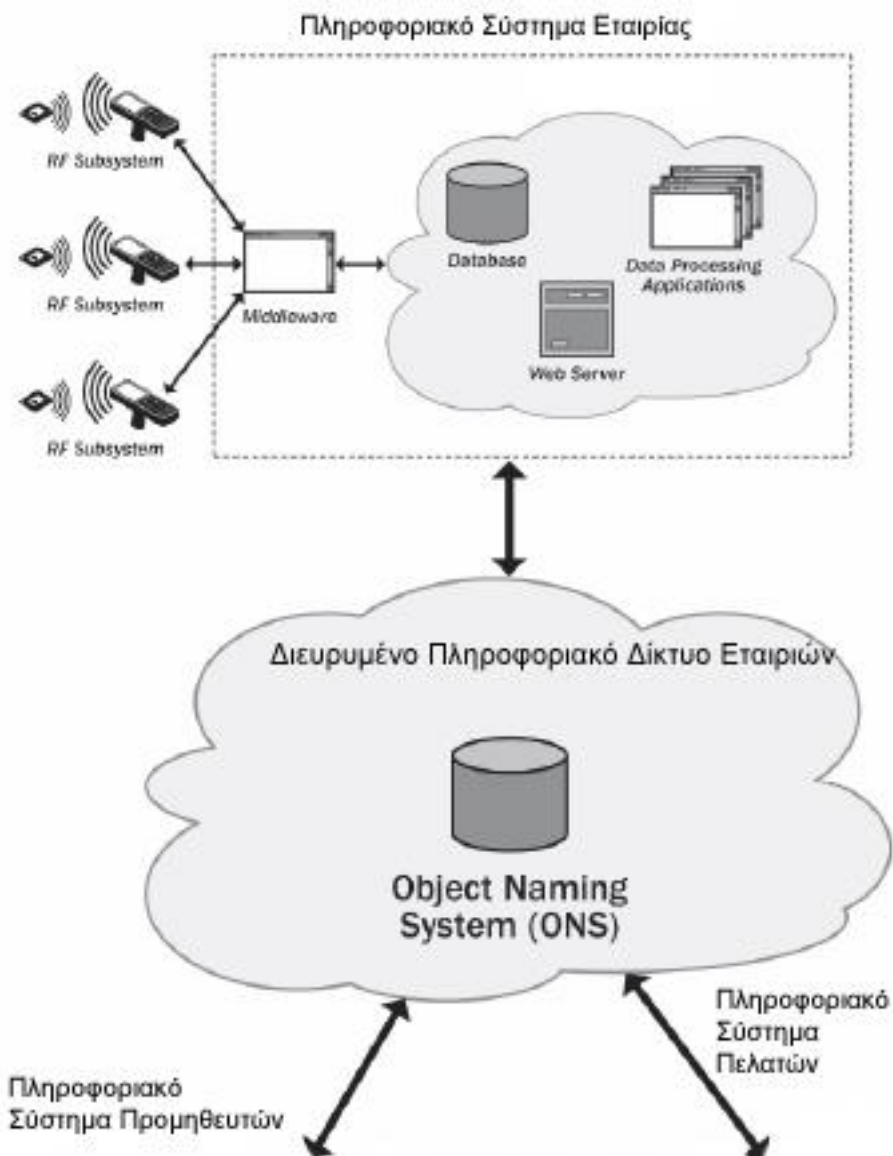 Πληροφοριακό Σύστημα Εταιρίας
RF Subsystem
RF Subsystem
RF Subsystem
Middleware
Database
Data Processing
Applications
Web Server
Διευρυμένο Πληροφοριακό Δίκτυο Εταιριών
Object Naming
System (ONS)
Πληροφοριακό
Σύστημα
Πελατών
Πληροφοριακό
Σύστημα Προμηθευτών